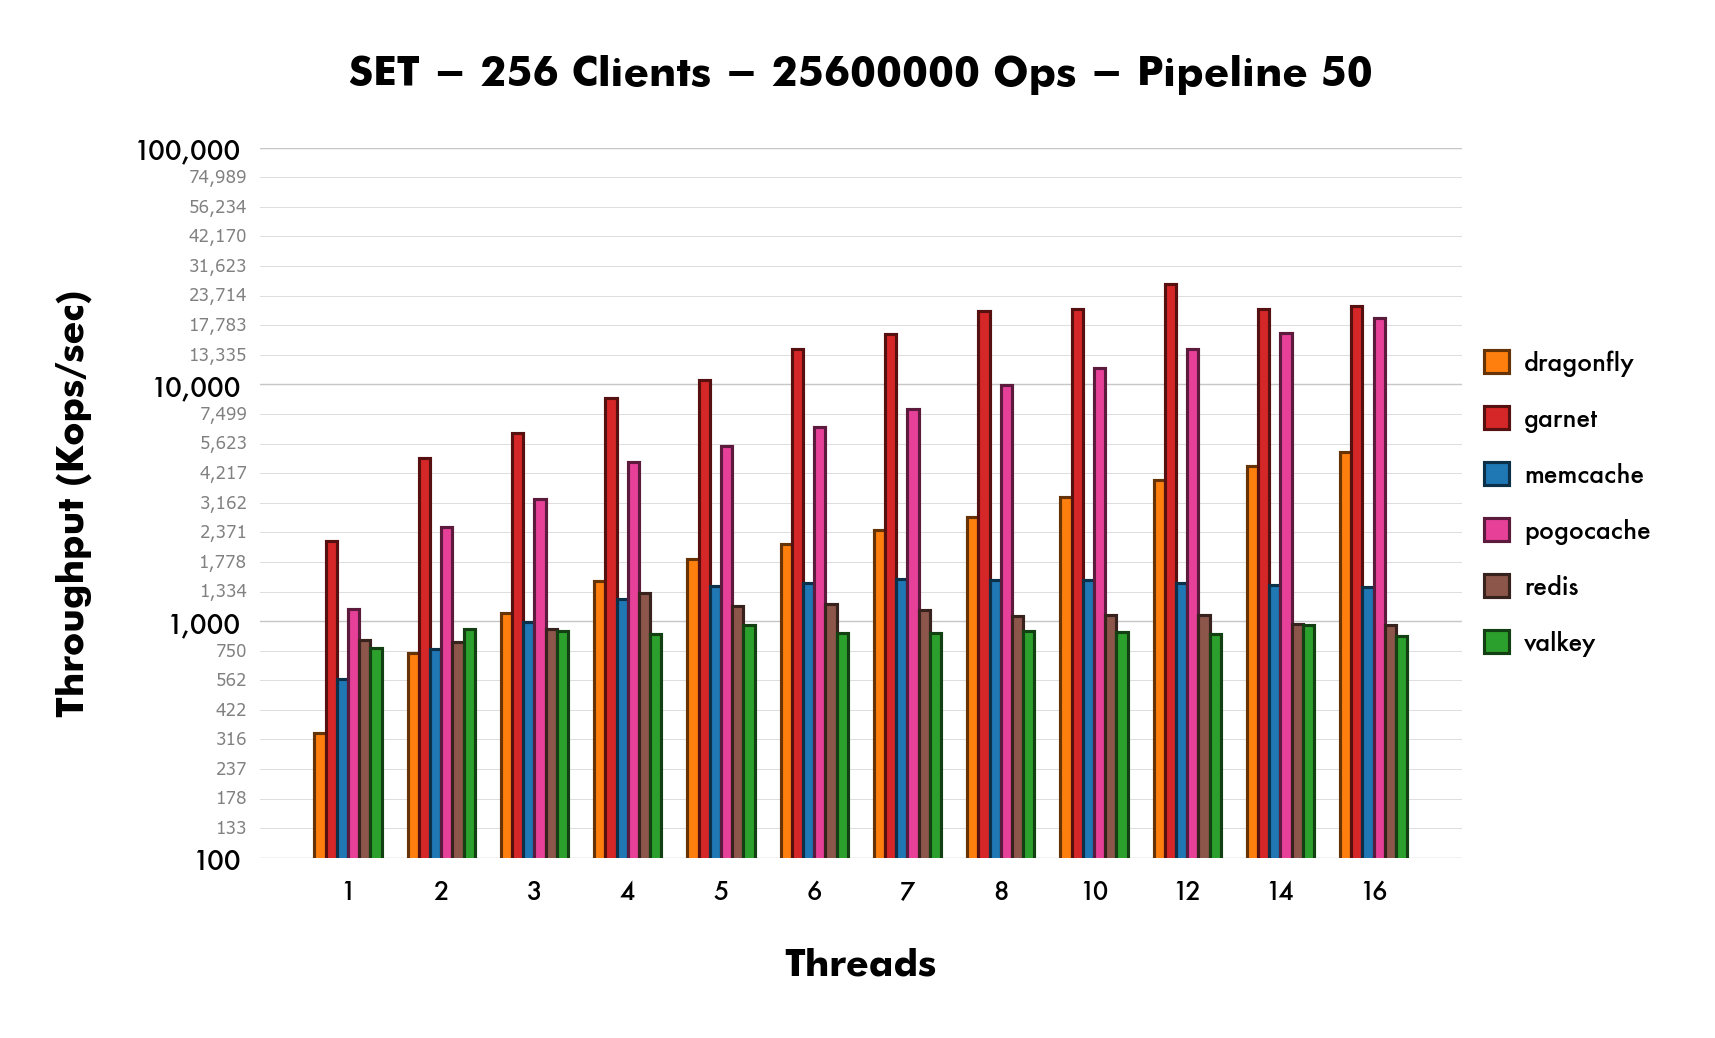 SET – 256 Clients – 25600000 Ops – Pipeline 50
Throughput (Kops/sec)
100,000
74,989
56,234
42,170
31,623
23,714
17,783
13,335
10,000
7,499
5,623
4,217
3,162
2,371
1,778
1,334
1,000
750
562
422
316
237
178
133
100
1 2 3 4 5 6 7 8 10 12 14 16
Threads
dragonfly
garnet
memcache
pogocache
redis
valkey